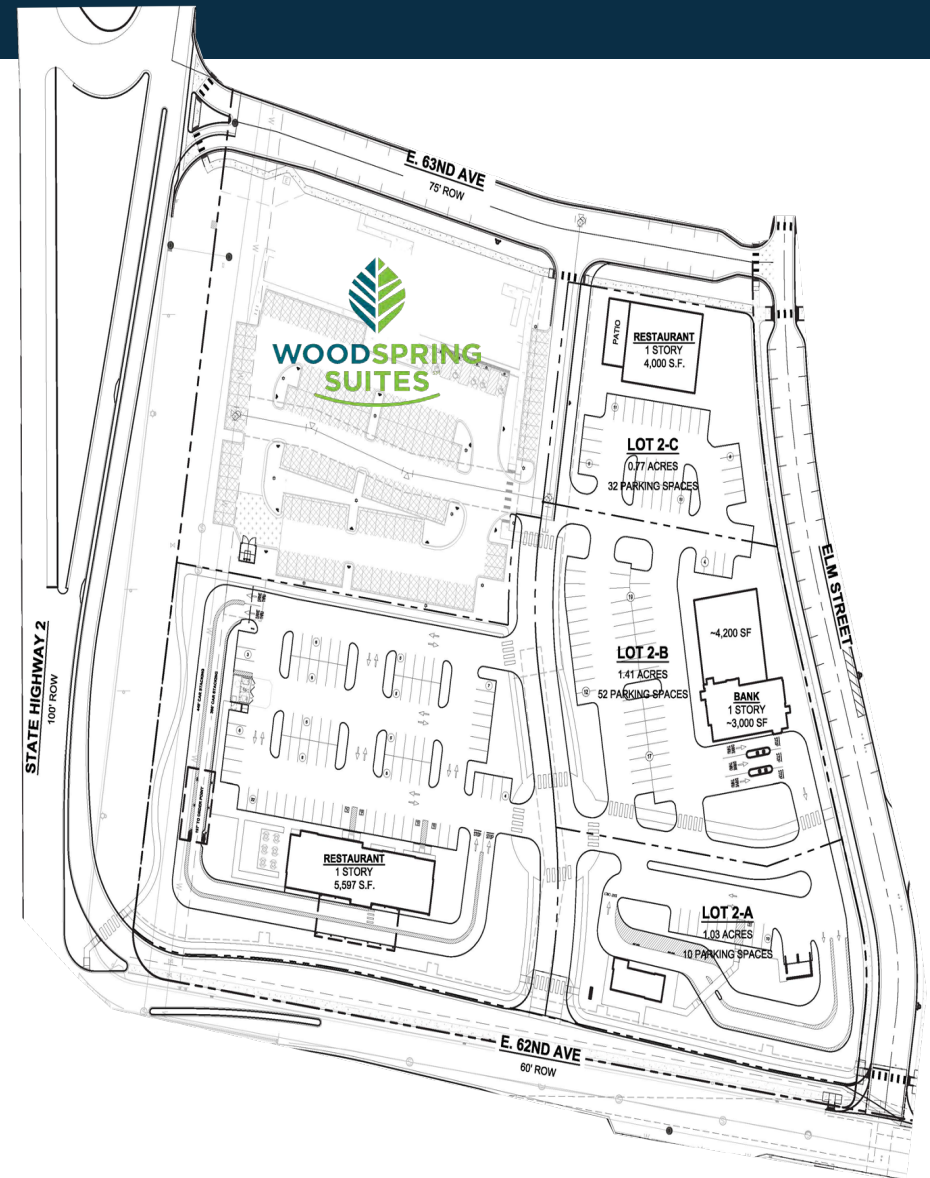 E. 63ND AVE
75' ROW
WOODSPRING
SUITES
PATIO
RESTAURANT
1 STORY
4,000 S.F.
LOT 2-C
0.77 ACRES
32 PARKING SPACES
ELM STREET
~4,200 SF
LOT 2-B
1.41 ACRES
52 PARKING SPACES
BANK
1 STORY
~3,000 SF
STATE HIGHWAY 2
100' ROW
RESTAURANT
1 STORY
5,597 S.F.
LOT 2-A
1.03 ACRES
10 PARKING SPACES
E. 62ND AVE
60' ROW